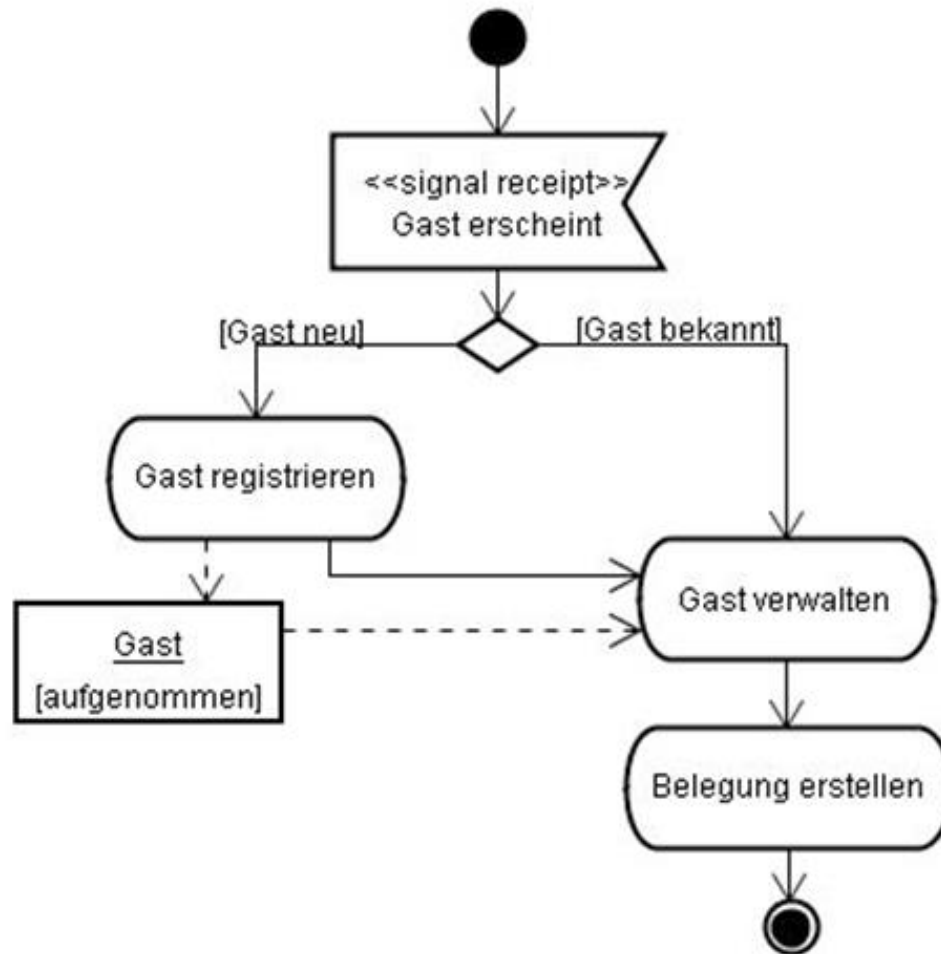 <<signal receipt>>
Gast erscheint
[Gast neu]
[Gast bekannt]
Gast registrieren
Gast verwalten
Gast
[aufgenommen]
Belegung erstellen